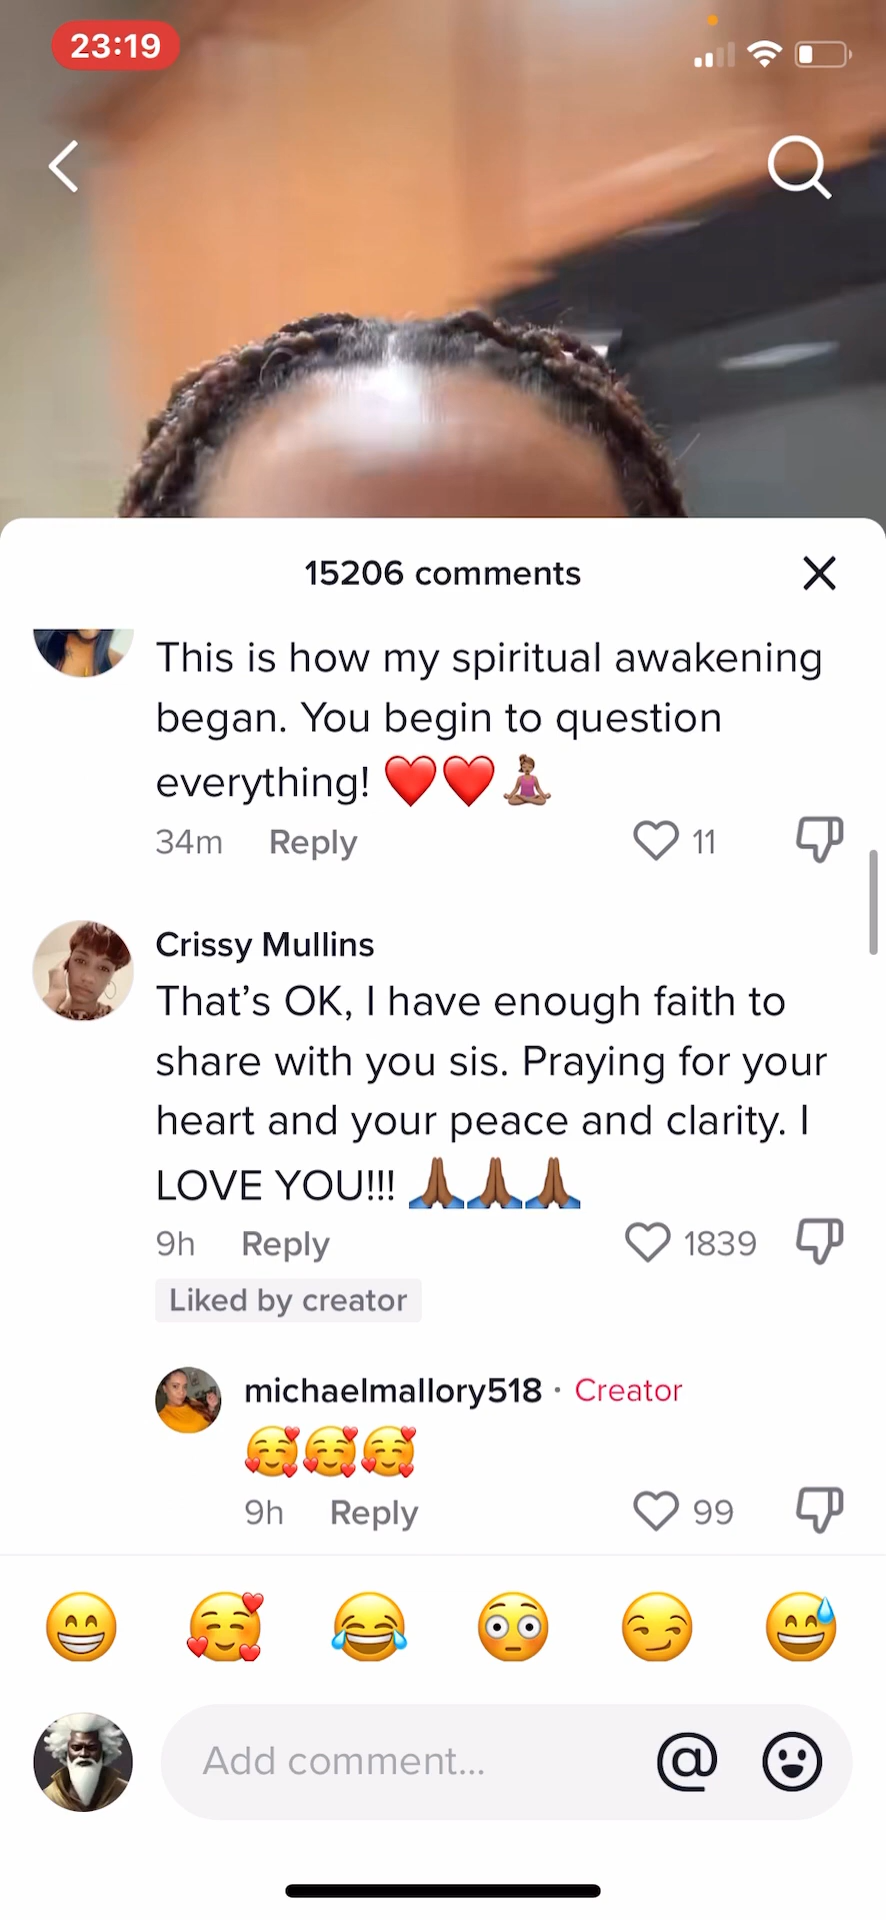 23:19
15206 comments
This is how my spiritual awakening
began. You begin to question
everything! ❤️❤️🧘🏽‍♀️
34m Reply 11
Crissy Mullins
That’s OK, I have enough faith to
share with you sis. Praying for your
heart and your peace and clarity. I
LOVE YOU!!! 🙏🏾🙏🏾🙏🏾
9h Reply 1839
Liked by creator
michaelmallory518 · Creator
🥰🥰🥰
9h Reply 99
😁 🥰 😂 😳 😏 😅
Add comment... @